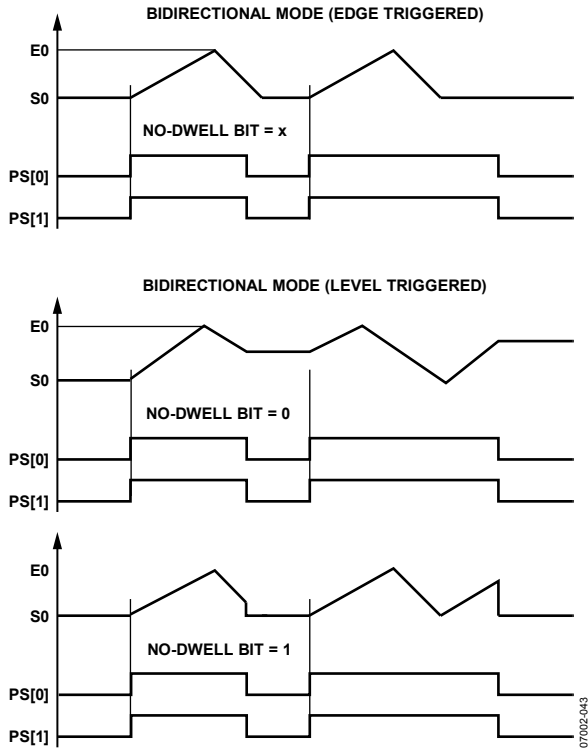 BIDIRECTIONAL MODE (EDGE TRIGGERED)
E0
S0
NO-DWELL BIT = x
PS[0]
PS[1]
BIDIRECTIONAL MODE (LEVEL TRIGGERED)
E0
S0
NO-DWELL BIT = 0
PS[0]
PS[1]
E0
S0
NO-DWELL BIT = 1
PS[0]
PS[1]
07002-043